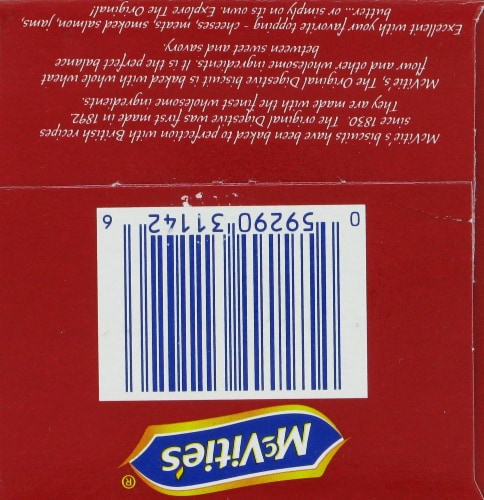 McVitie's®
0 59290 31142 6
McVitie's biscuits have been baked to perfection with British recipes
since 1830. The original Digestive was first made in 1892.
They are made with the finest wholesome ingredients.
McVitie's, The Original Digestive biscuit is baked with whole wheat
flour and other wholesome ingredients. It is the perfect balance
between sweet and savory.
Excellent with your favorite topping - cheeses, meats, smoked salmon, jams,
butter... or simply on its own. Explore The Original!